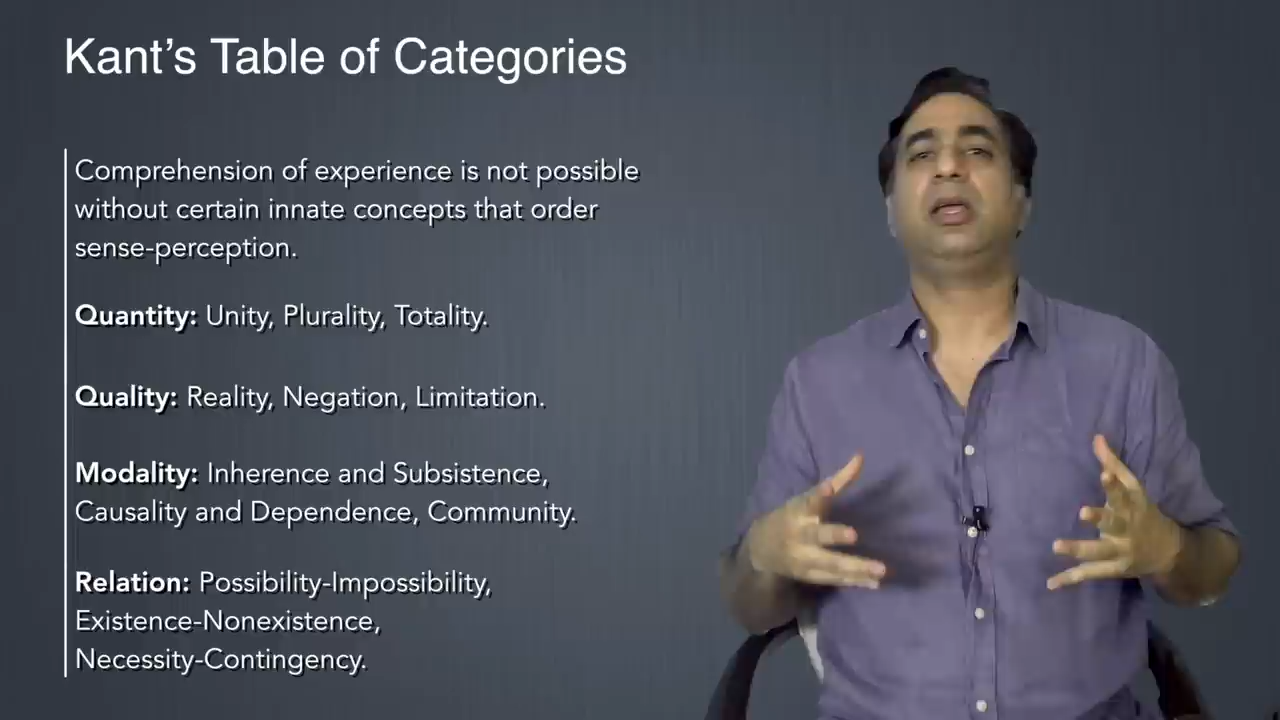 Kant’s Table of Categories
Comprehension of experience is not possible
without certain innate concepts that order
sense-perception.
Quantity: Unity, Plurality, Totality.
Quality: Reality, Negation, Limitation.
Modality: Inherence and Subsistence,
Causality and Dependence, Community.
Relation: Possibility-Impossibility,
Existence-Nonexistence,
Necessity-Contingency.